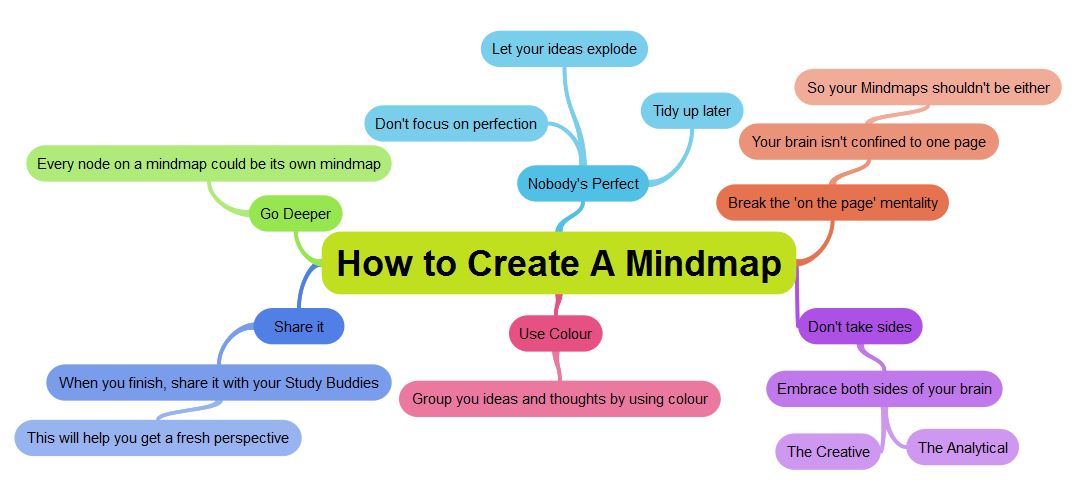 Let your ideas explode
Don't focus on perfection
Tidy up later
Nobody's Perfect
So your Mindmaps shouldn't be either
Your brain isn't confined to one page
Break the 'on the page' mentality
Every node on a mindmap could be its own mindmap
Go Deeper
How to Create A Mindmap
Share it
When you finish, share it with your Study Buddies
This will help you get a fresh perspective
Use Colour
Group you ideas and thoughts by using colour
Don't take sides
Embrace both sides of your brain
The Creative
The Analytical